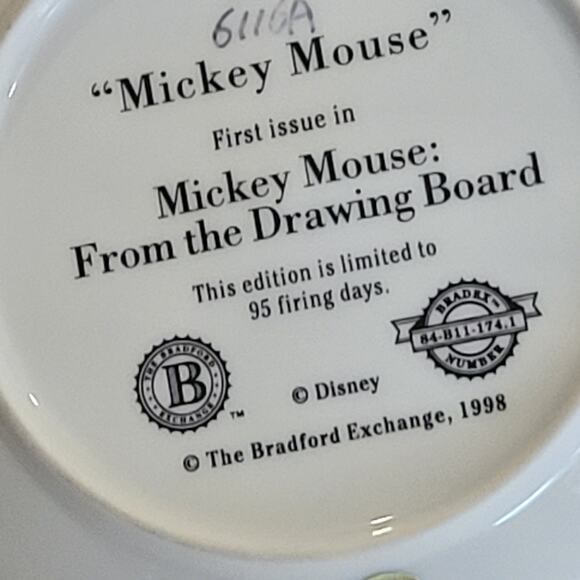 6116A
“Mickey Mouse”
First issue in
Mickey Mouse:
From the Drawing Board
This edition is limited to
95 firing days.
BRADEX™
84-B11-174.1
NUMBER
THE BRADFORD
B
EXCHANGE
™
© Disney
© The Bradford Exchange, 1998